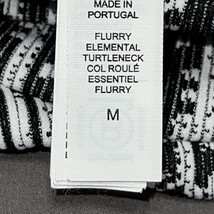 MADE IN
PORTUGAL
FLURRY
ELEMENTAL
TURTLENECK
COL ROULÉ
ESSENTIEL
FLURRY
M